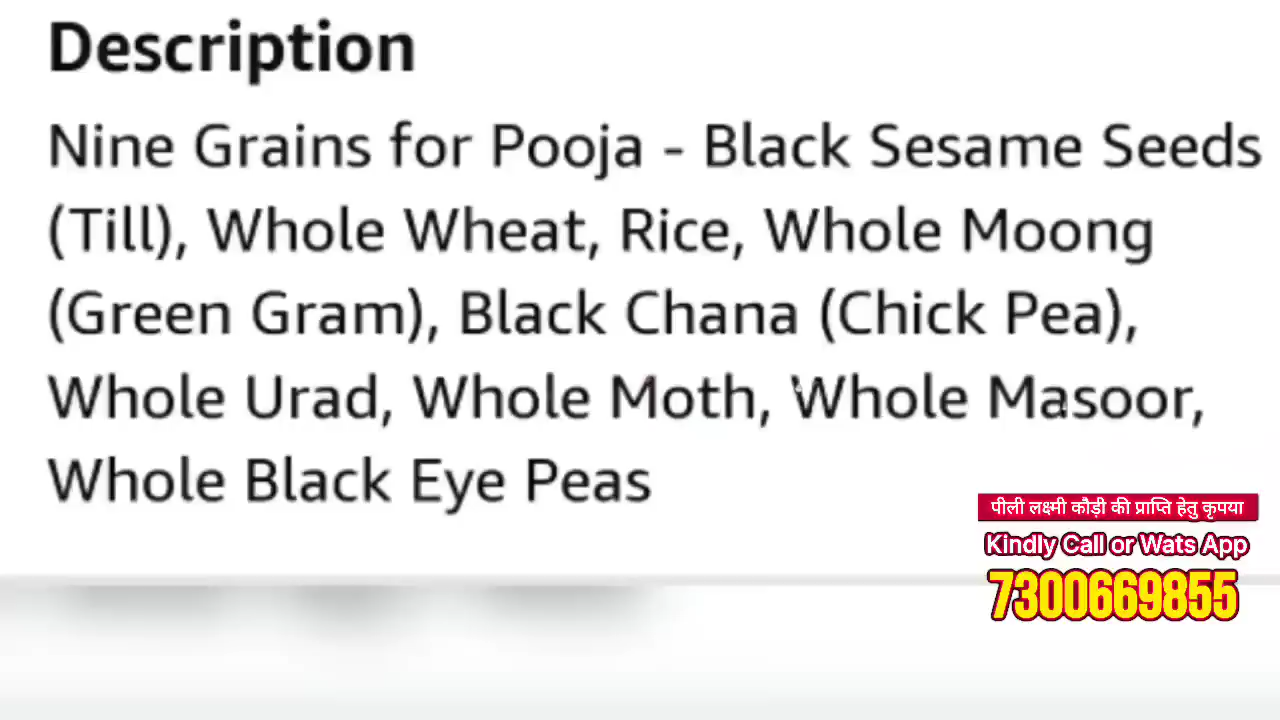 Description
Nine Grains for Pooja - Black Sesame Seeds
(Till), Whole Wheat, Rice, Whole Moong
(Green Gram), Black Chana (Chick Pea),
Whole Urad, Whole Moth, Whole Masoor,
Whole Black Eye Peas
पीली लक्ष्मी कौड़ी की प्राप्ति हेतु कृपया
Kindly Call or Wats App
7300669855